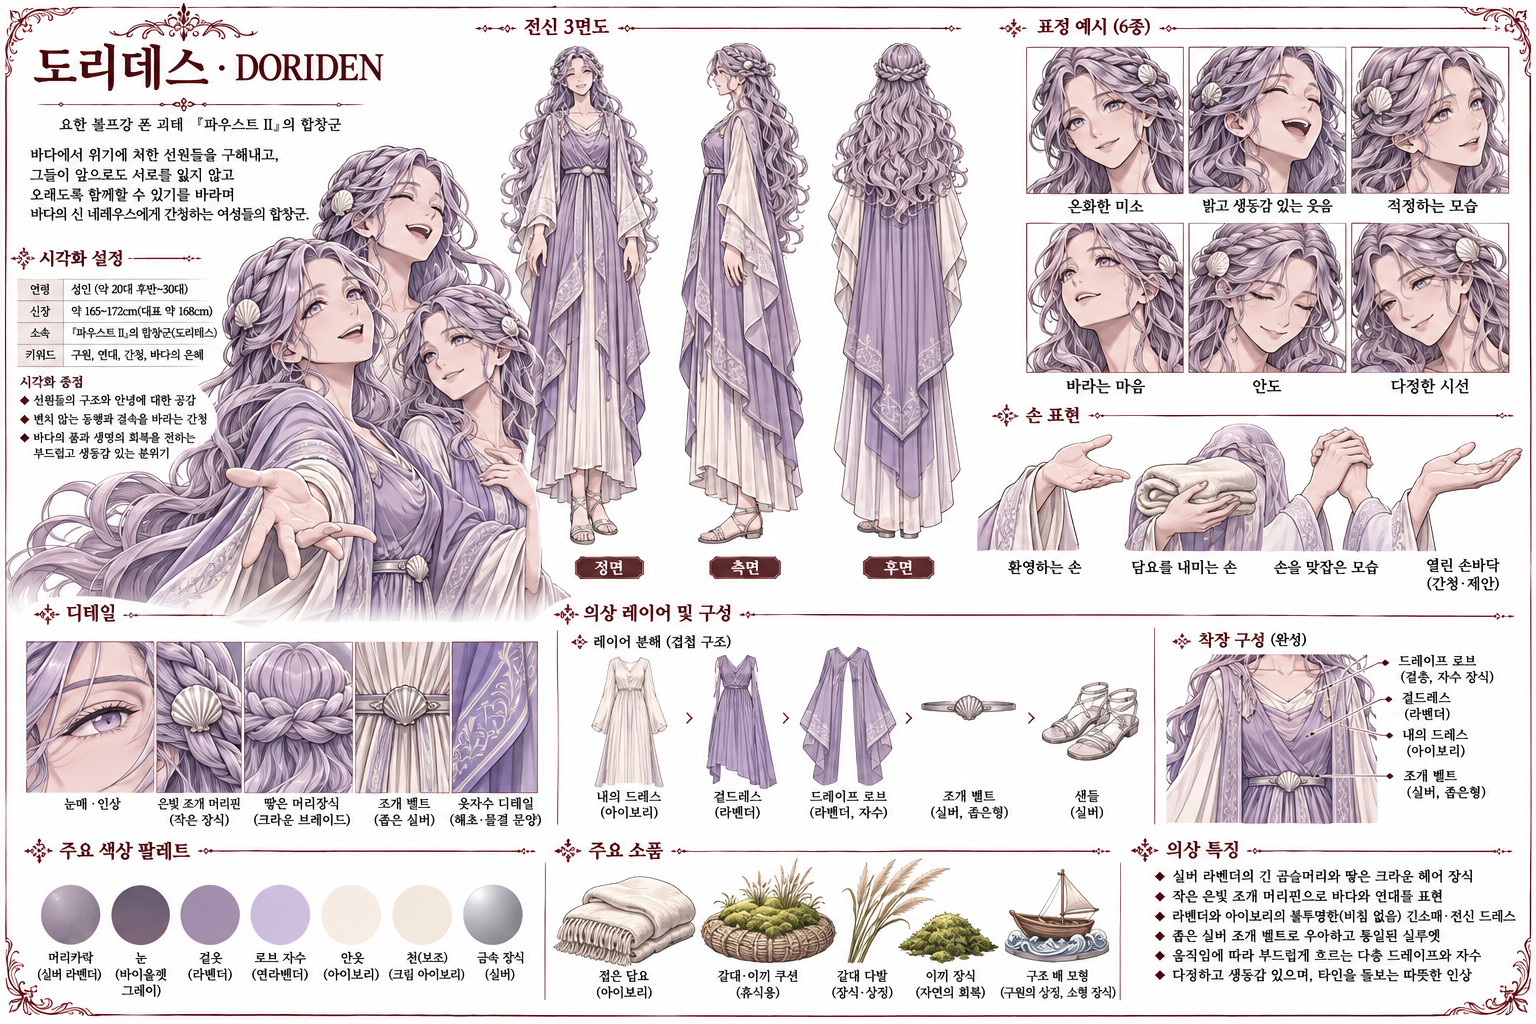 도리데스 · DORIDEN
요한 볼프강 폰 괴테 『파우스트 II』의 합창군
바다에서 위기에 처한 선원들을 구해내고,
그들이 앞으로도 서로를 잃지 않고
오래도록 함께할 수 있기를 바라며
바다의 신 네레우스에게 간청하는 여성들의 합창군.
시각화 설정
연령 성인 (약 20대 후반~30대)
신장 약 165~172cm(대표 약 168cm)
소속 『파우스트 II』의 합창군(도리데스)
키워드 구원, 연대, 간청, 바다의 은혜
시각화 중점
◆ 선원들의 구조와 안녕에 대한 공감
◆ 변치 않는 동행과 결속을 바라는 간청
◆ 바다의 품과 생명의 회복을 전하는
부드럽고 생동감 있는 분위기
전신 3면도
정면
측면
후면
표정 예시 (6종)
온화한 미소
밝고 생동감 있는 웃음
적정하는 모습
바라는 마음
안도
다정한 시선
손 표현
환영하는 손
담요를 내미는 손
손을 맞잡은 모습
열린 손바닥
(간청·제안)
디테일
눈매 · 인상
은빛 조개 머리핀
(작은 장식)
땋은 머리장식
(크라운 브레이드)
조개 벨트
(좁은 실버)
옷자수 디테일
(해초·물결 문양)
의상 레이어 및 구성
레이어 분해 (겹첩 구조)
내의 드레스
(아이보리)
겉드레스
(라벤더)
드레이프 로브
(라벤더, 자수)
조개 벨트
(실버, 좁은형)
샌들
(실버)
착장 구성 (완성)
드레이프 로브
(겉층, 자수 장식)
겉드레스
(라벤더)
내의 드레스
(아이보리)
조개 벨트
(실버, 좁은형)
주요 색상 팔레트
머리카락
(실버 라벤더)
눈
(바이올렛
그레이)
겉옷
(라벤더)
로브 자수
(연라벤더)
안옷
(아이보리)
천(보조)
(크림 아이보리)
금속 장식
(실버)
주요 소품
접은 담요
(아이보리)
갈대·이끼 쿠션
(휴식용)
갈대 다발
(장식·상징)
이끼 장식
(자연의 회복)
구조 배 모형
(구원의 상징, 소형 장식)
의상 특징
◆ 실버 라벤더의 긴 곱슬머리와 땋은 크라운 헤어 장식
◆ 작은 은빛 조개 머리핀으로 바다와 연대를 표현
◆ 라벤더와 아이보리의 불투명한(비침 없음) 긴소매·전신 드레스
◆ 좁은 실버 조개 벨트로 우아하고 통일된 실루엣
◆ 움직임에 따라 부드럽게 흐르는 다층 드레이프와 자수
◆ 다정하고 생동감 있으며, 타인을 돌보는 따뜻한 인상